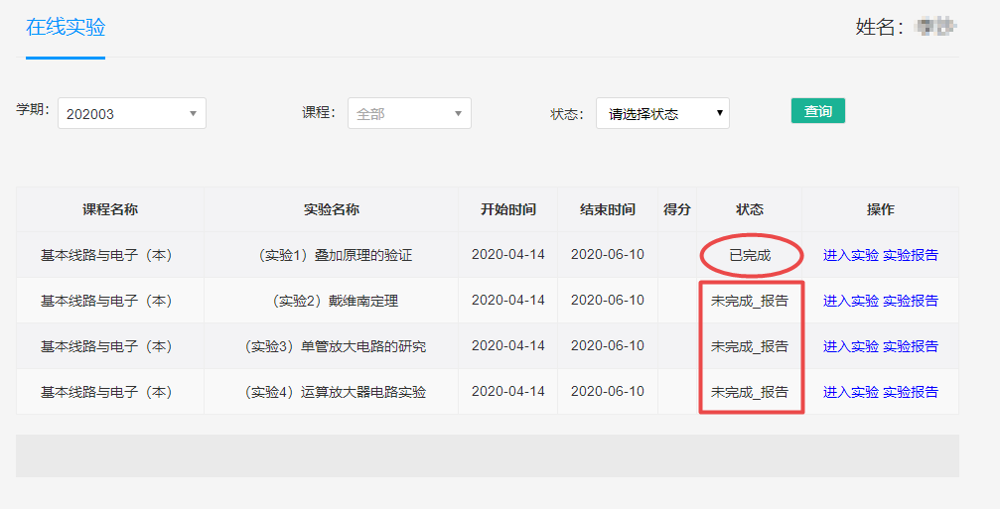 在线实验 姓名：
学期： 202003 课程： 全部 状态： 请选择状态 查询
课程名称 实验名称 开始时间 结束时间 得分 状态 操作
基本线路与电子（本） （实验1）叠加原理的验证 2020-04-14 2020-06-10 已完成 进入实验 实验报告
基本线路与电子（本） （实验2）戴维南定理 2020-04-14 2020-06-10 未完成_报告 进入实验 实验报告
基本线路与电子（本） （实验3）单管放大电路的研究 2020-04-14 2020-06-10 未完成_报告 进入实验 实验报告
基本线路与电子（本） （实验4）运算放大器电路实验 2020-04-14 2020-06-10 未完成_报告 进入实验 实验报告